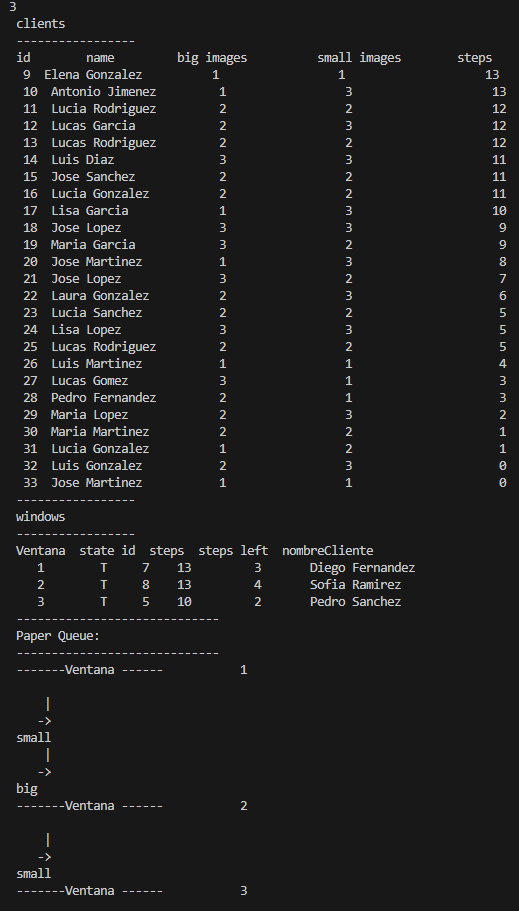 3
clients
-----------------
id        name         big images          small images        steps
 9  Elena Gonzalez          1                 1                    13
 10  Antonio Jimenez         1                 3                    13
 11  Lucia Rodriguez         2                 2                    12
 12  Lucas Garcia            2                 3                    12
 13  Lucas Rodriguez         2                 2                    12
 14  Luis Diaz               3                 3                    11
 15  Jose Sanchez            2                 2                    11
 16  Lucia Gonzalez          2                 2                    11
 17  Lisa Garcia             1                 3                    10
 18  Jose Lopez              3                 3                     9
 19  Maria Garcia            3                 2                     9
 20  Jose Martinez           1                 3                     8
 21  Jose Lopez              3                 2                     7
 22  Laura Gonzalez          2                 3                     6
 23  Lucia Sanchez           2                 2                     5
 24  Lisa Lopez              3                 3                     5
 25  Lucas Rodriguez         2                 2                     5
 26  Luis Martinez           1                 1                     4
 27  Lucas Gomez             3                 1                     3
 28  Pedro Fernandez         2                 1                     3
 29  Maria Lopez             2                 3                     2
 30  Maria Martinez          2                 2                     1
 31  Lucia Gonzalez          1                 2                     1
 32  Luis Gonzalez           2                 3                     0
 33  Jose Martinez           1                 1                     0
-----------------
windows
-----------------
Ventana  state id  steps  steps left  nombreCliente
   1        T     7    13         3       Diego Fernandez
   2        T     8    13         4       Sofia Ramirez
   3        T     5    10         2       Pedro Sanchez
-----------------------------
Paper Queue:
-----------------------------
-------Ventana ------           1
    |
   ->
small
    |
   ->
big
-------Ventana ------           2
    |
   ->
small
-------Ventana ------           3